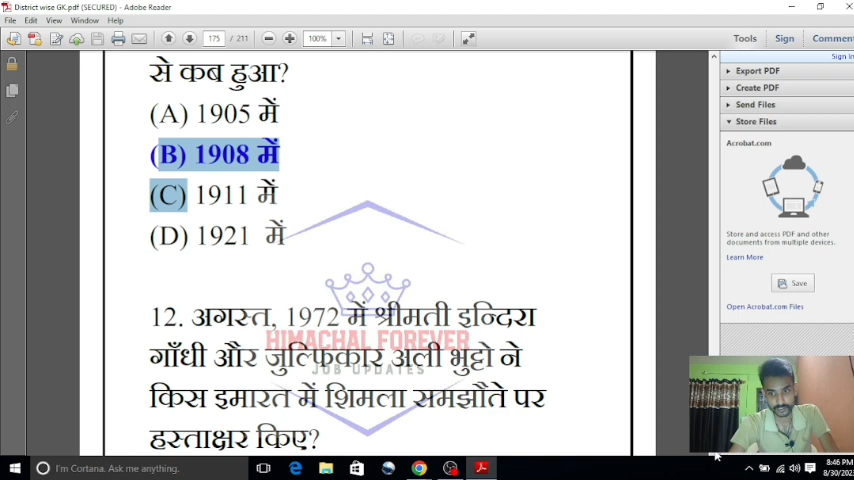 District wise GK.pdf (SECURED) - Adobe Reader
File Edit View Window Help
175 / 211 100% Tools Sign Comment
Sign In
से कब हुआ?
(A) 1905 में
(B) 1908 में
(C) 1911 में
(D) 1921 में
12. अगस्त, 1972 में श्रीमती इन्दिरा
गाँधी और जुल्फिकार अली भुट्टो ने
किस इमारत में शिमला समझौते पर
हस्ताक्षर किए?
HIMACHAL FOREVER
JOB UPDATES
Export PDF
Create PDF
Send Files
Store Files
Acrobat.com
Store and access PDF and other
documents from multiple devices.
Learn More
Save
Open Acrobat.com Files
I'm Cortana. Ask me anything.
8:46 PM